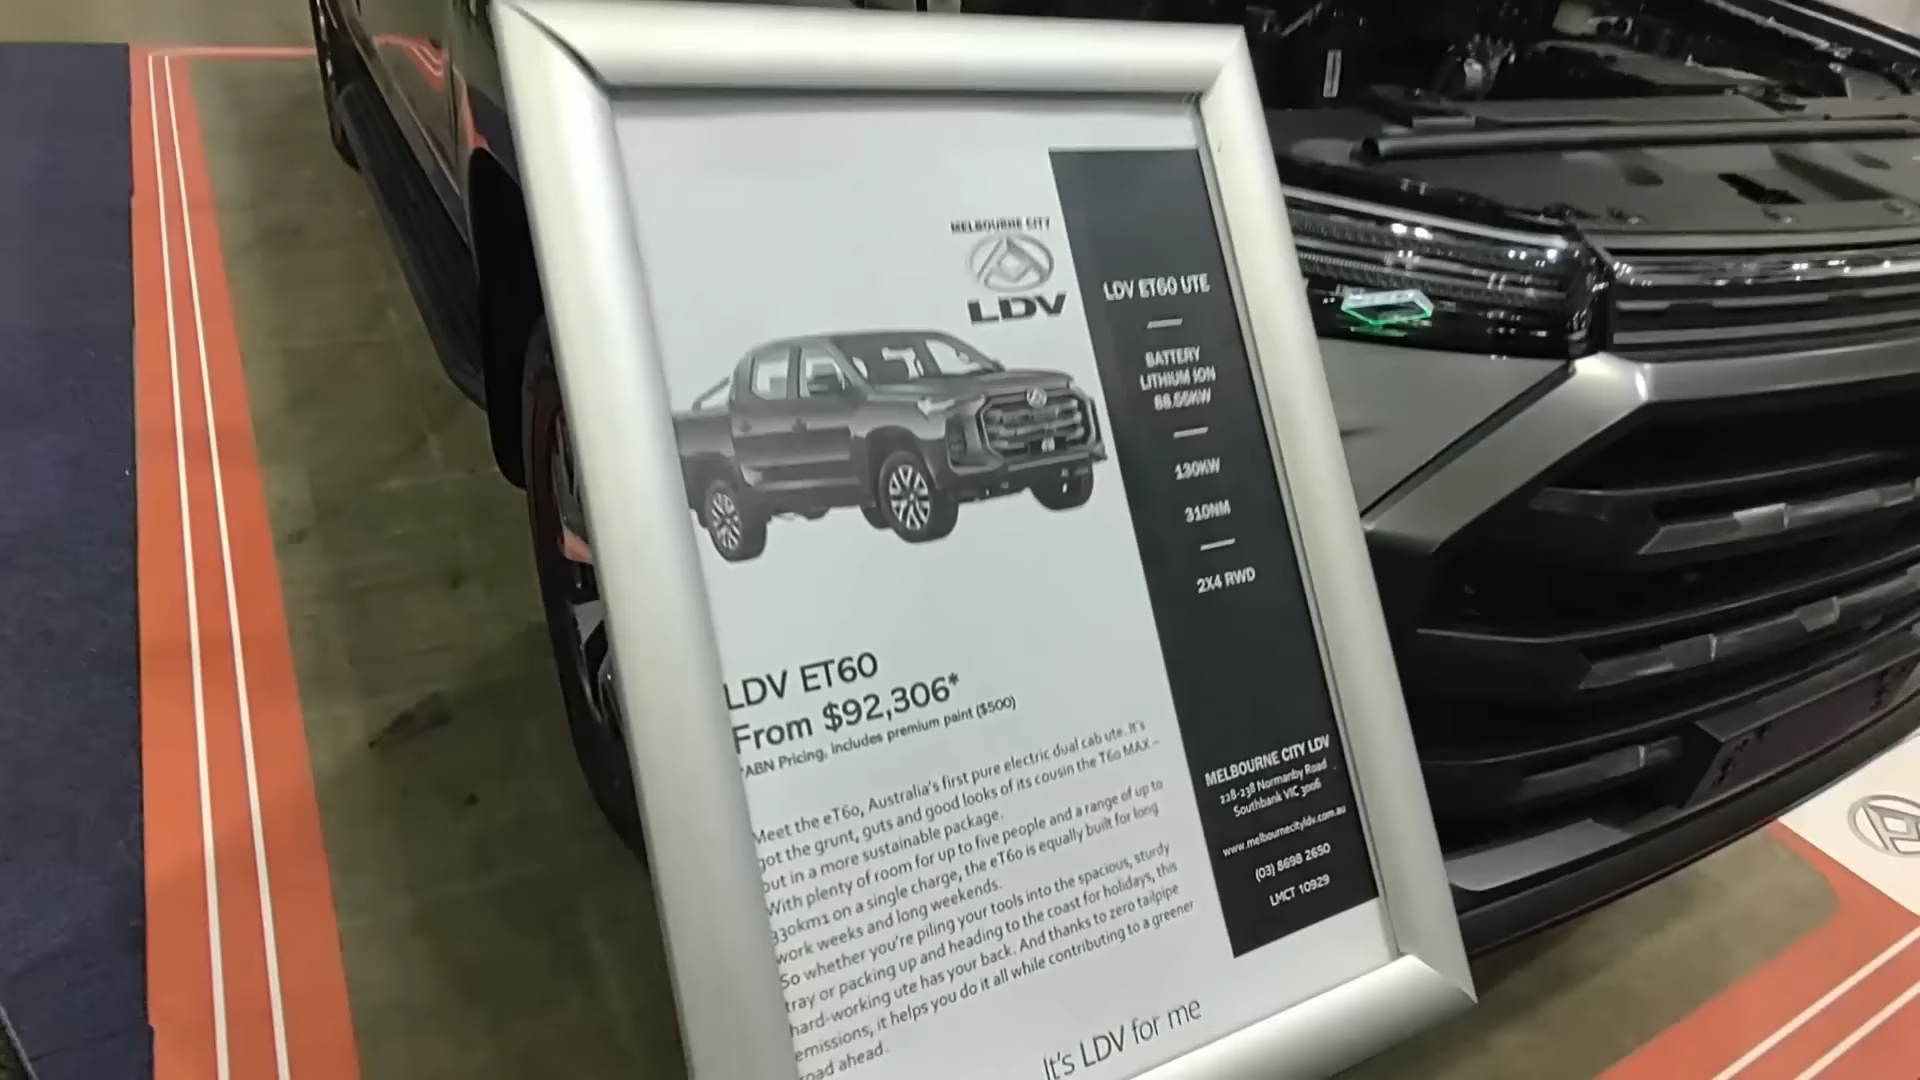 MELBOURNE CITY
LDV
LDV ET60 UTE
BATTERY
LITHIUM ION
88.55KW
130KW
310NM
2X4 RWD
LDV ET60
From $92,306*
*ABN Pricing, includes premium paint ($500)
Meet the eT60, Australia's first pure electric dual cab ute. It's
got the grunt, guts and good looks of its cousin the T60 MAX –
but in a more sustainable package.
With plenty of room for up to five people and a range of up to
330km1 on a single charge, the eT60 is equally built for long
work weeks and long weekends.
So whether you're piling your tools into the spacious, sturdy
tray or packing up and heading to the coast for holidays, this
hard-working ute has your back. And thanks to zero tailpipe
emissions, it helps you do it all while contributing to a greener
road ahead.
It's LDV for me
MELBOURNE CITY LDV
228-238 Normanby Road
Southbank VIC 3006
www.melbournecityldv.com.au
(03) 8698 2650
LMCT 10929